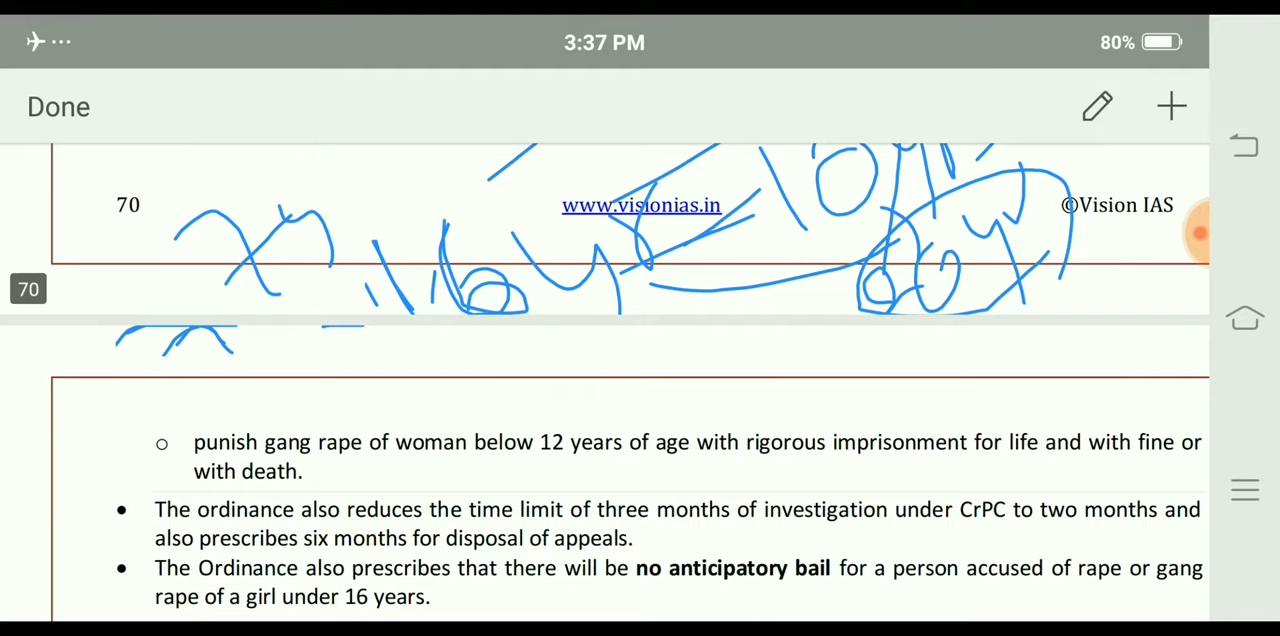 3:37 PM
80%
Done
70
www.visionias.in
©Vision IAS
70
o punish gang rape of woman below 12 years of age with rigorous imprisonment for life and with fine or
with death.
• The ordinance also reduces the time limit of three months of investigation under CrPC to two months and
also prescribes six months for disposal of appeals.
• The Ordinance also prescribes that there will be no anticipatory bail for a person accused of rape or gang
rape of a girl under 16 years.